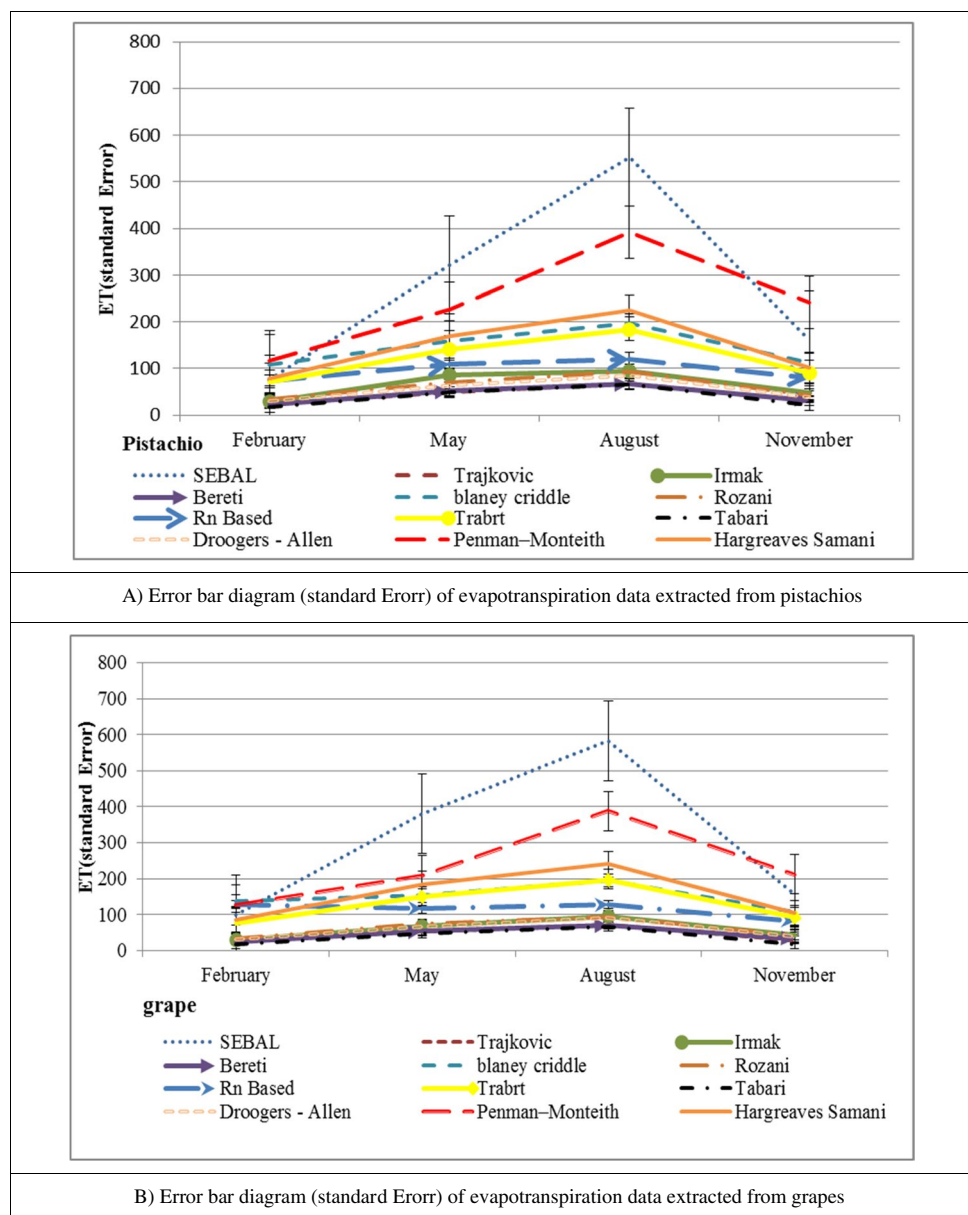 800
700
600
500
400
300
200
100
0
ET(standard Error)
Pistachio
February May August November
SEBAL Trajkovic Irmak
Bereti blaney criddle Rozani
Rn Based Trabrt Tabari
Droogers - Allen Penman–Monteith Hargreaves Samani
A) Error bar diagram (standard Erorr) of evapotranspiration data extracted from pistachios
800
700
600
500
400
300
200
100
0
ET(standard Error)
February May August November
grape
SEBAL Trajkovic Irmak
Bereti blaney criddle Rozani
Rn Based Trabrt Tabari
Droogers - Allen Penman–Monteith Hargreaves Samani
B) Error bar diagram (standard Erorr) of evapotranspiration data extracted from grapes